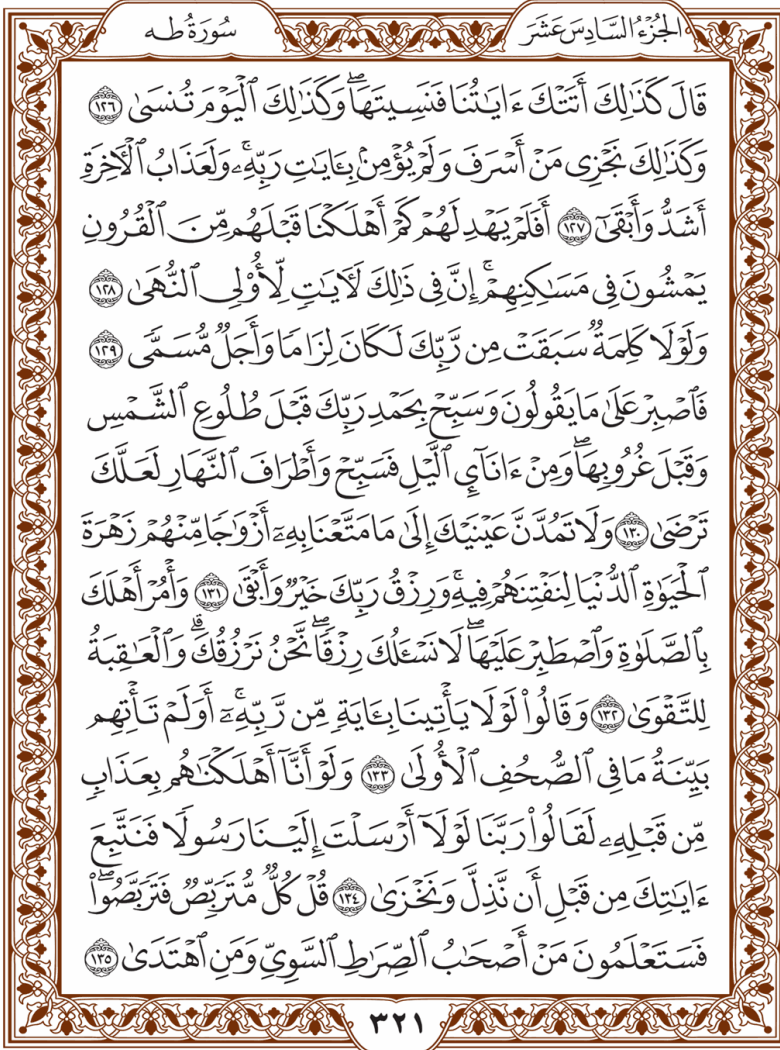 الجُزْءُ السَّادِسَ عَشَرَ
سُورَةُ طه
قَالَ كَذَٰلِكَ أَتَتْكَ ءَايَٰتُنَا فَنَسِيتَهَاۖ وَكَذَٰلِكَ ٱلْيَوْمَ تُنسَىٰ ١٢٦
وَكَذَٰلِكَ نَجْزِى مَنْ أَسْرَفَ وَلَمْ يُؤْمِنۢ بِـَٔايَٰتِ رَبِّهِۦۚ وَلَعَذَابُ ٱلْـَٔاخِرَةِ
أَشَدُّ وَأَبْقَىٰٓ ١٢٧ أَفَلَمْ يَهْدِ لَهُمْ كَمْ أَهْلَكْنَا قَبْلَهُم مِّنَ ٱلْقُرُونِ
يَمْشُونَ فِى مَسَٰكِنِهِمْۚ إِنَّ فِى ذَٰلِكَ لَـَٔايَٰتٍ لِّأُو۟لِى ٱلنُّهَىٰ ١٢٨
وَلَوْلَا كَلِمَةٌ سَبَقَتْ مِن رَّبِّكَ لَكَانَ لِزَامًا وَأَجَلٌ مُّسَمًّى ١٢٩
فَٱصْبِرْ عَلَىٰ مَا يَقُولُونَ وَسَبِّحْ بِحَمْدِ رَبِّكَ قَبْلَ طُلُوعِ ٱلشَّمْسِ
وَقَبْلَ غُرُوبِهَاۖ وَمِنْ ءَانَآئِ ٱلَّيْلِ فَسَبِّحْ وَأَطْرَافَ ٱلنَّهَارِ لَعَلَّكَ
تَرْضَىٰ ١٣٠ وَلَا تَمُدَّنَّ عَيْنَيْكَ إِلَىٰ مَا مَتَّعْنَا بِهِۦٓ أَزْوَٰجًا مِّنْهُمْ زَهْرَةَ
ٱلْحَيَوٰةِ ٱلدُّنْيَا لِنَفْتِنَهُمْ فِيهِۚ وَرِزْقُ رَبِّكَ خَيْرٌ وَأَبْقَىٰ ١٣١ وَأْمُرْ أَهْلَكَ
بِٱلصَّلَوٰةِ وَٱصْطَبِرْ عَلَيْهَاۖ لَا نَسْـَٔلُكَ رِزْقًاۖ نَّحْنُ نَرْزُقُكَۗ وَٱلْعَٰقِبَةُ
لِلتَّقْوَىٰ ١٣٢ وَقَالُوا۟ لَوْلَا يَأْتِينَا بِـَٔايَةٍ مِّن رَّبِّهِۦٓۚ أَوَلَمْ تَأْتِهِم
بَيِّنَةُ مَا فِى ٱلصُّحُفِ ٱلْأُولَىٰ ١٣٣ وَلَوْ أَنَّآ أَهْلَكْنَٰهُم بِعَذَابٍ
مِّن قَبْلِهِۦ لَقَالُوا۟ رَبَّنَا لَوْلَآ أَرْسَلْتَ إِلَيْنَا رَسُولًا فَنَتَّبِعَ
ءَايَٰتِكَ مِن قَبْلِ أَن نَّذِلَّ وَنَخْزَىٰ ١٣٤ قُلْ كُلٌّ مُّتَرَبِّصٌ فَتَرَبَّصُوا۟ۖ
فَسَتَعْلَمُونَ مَنْ أَصْحَٰبُ ٱلصِّرَٰطِ ٱلسَّوِىِّ وَمَنِ ٱهْتَدَىٰ ١٣٥
٣٢١